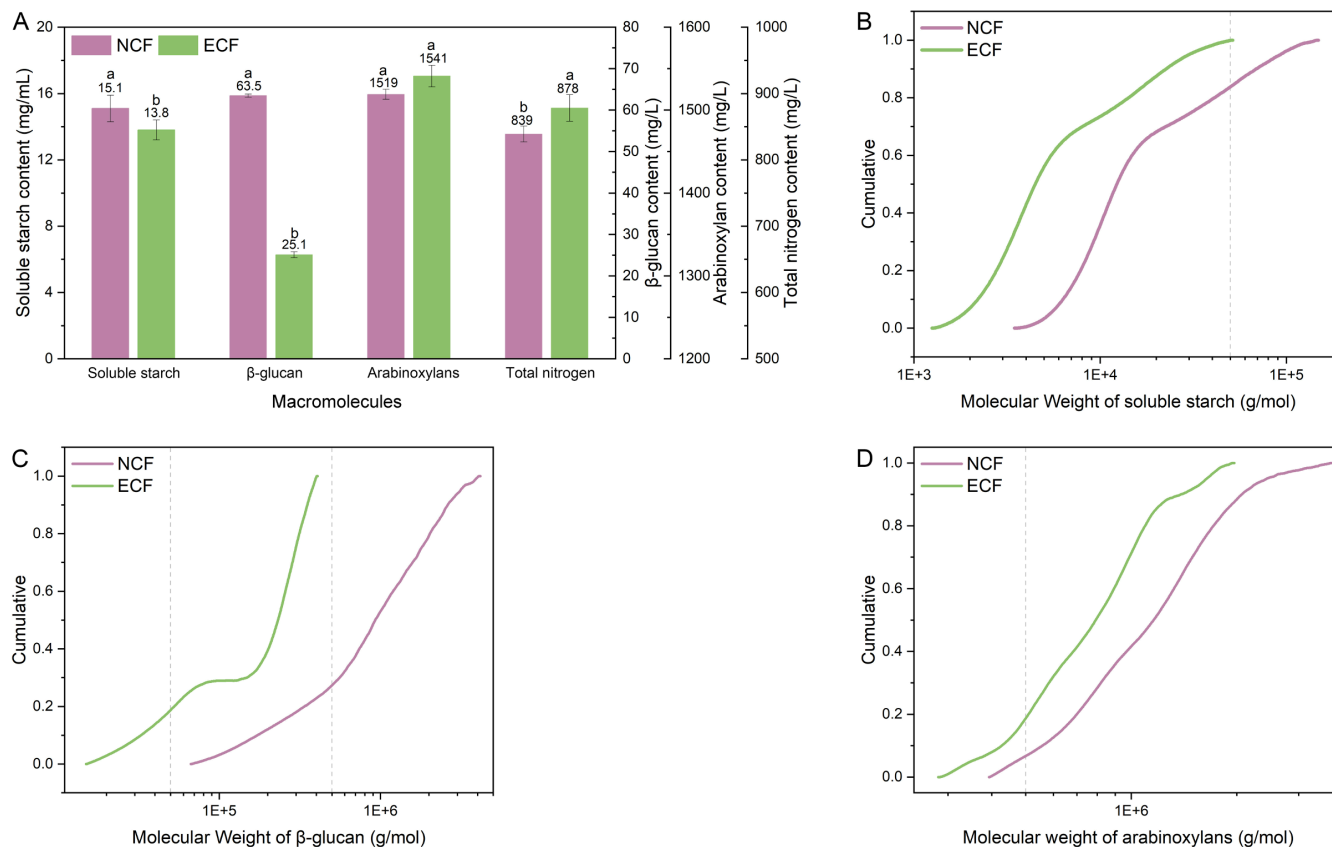 A
NCF
ECF
Soluble starch content (mg/mL)
20
16
12
8
4
0
a
15.1
b
13.8
a
63.5
b
25.1
a
1519
a
1541
b
839
a
878
Soluble starch
β-glucan
Arabinoxylans
Total nitrogen
Macromolecules
80
70
60
50
40
30
20
10
0
β-glucan content (mg/L)
1600
1500
1400
1300
1200
Arabinoxylan content (mg/L)
1000
900
800
700
600
500
Total nitrogen content (mg/L)
B
NCF
ECF
Cumulative
1.0
0.8
0.6
0.4
0.2
0.0
1E+3
1E+4
1E+5
Molecular Weight of soluble starch (g/mol)
C
NCF
ECF
Cumulative
1.0
0.8
0.6
0.4
0.2
0.0
1E+5
1E+6
Molecular Weight of β-glucan (g/mol)
D
NCF
ECF
Cumulative
1.0
0.8
0.6
0.4
0.2
0.0
1E+6
Molecular weight of arabinoxylans (g/mol)